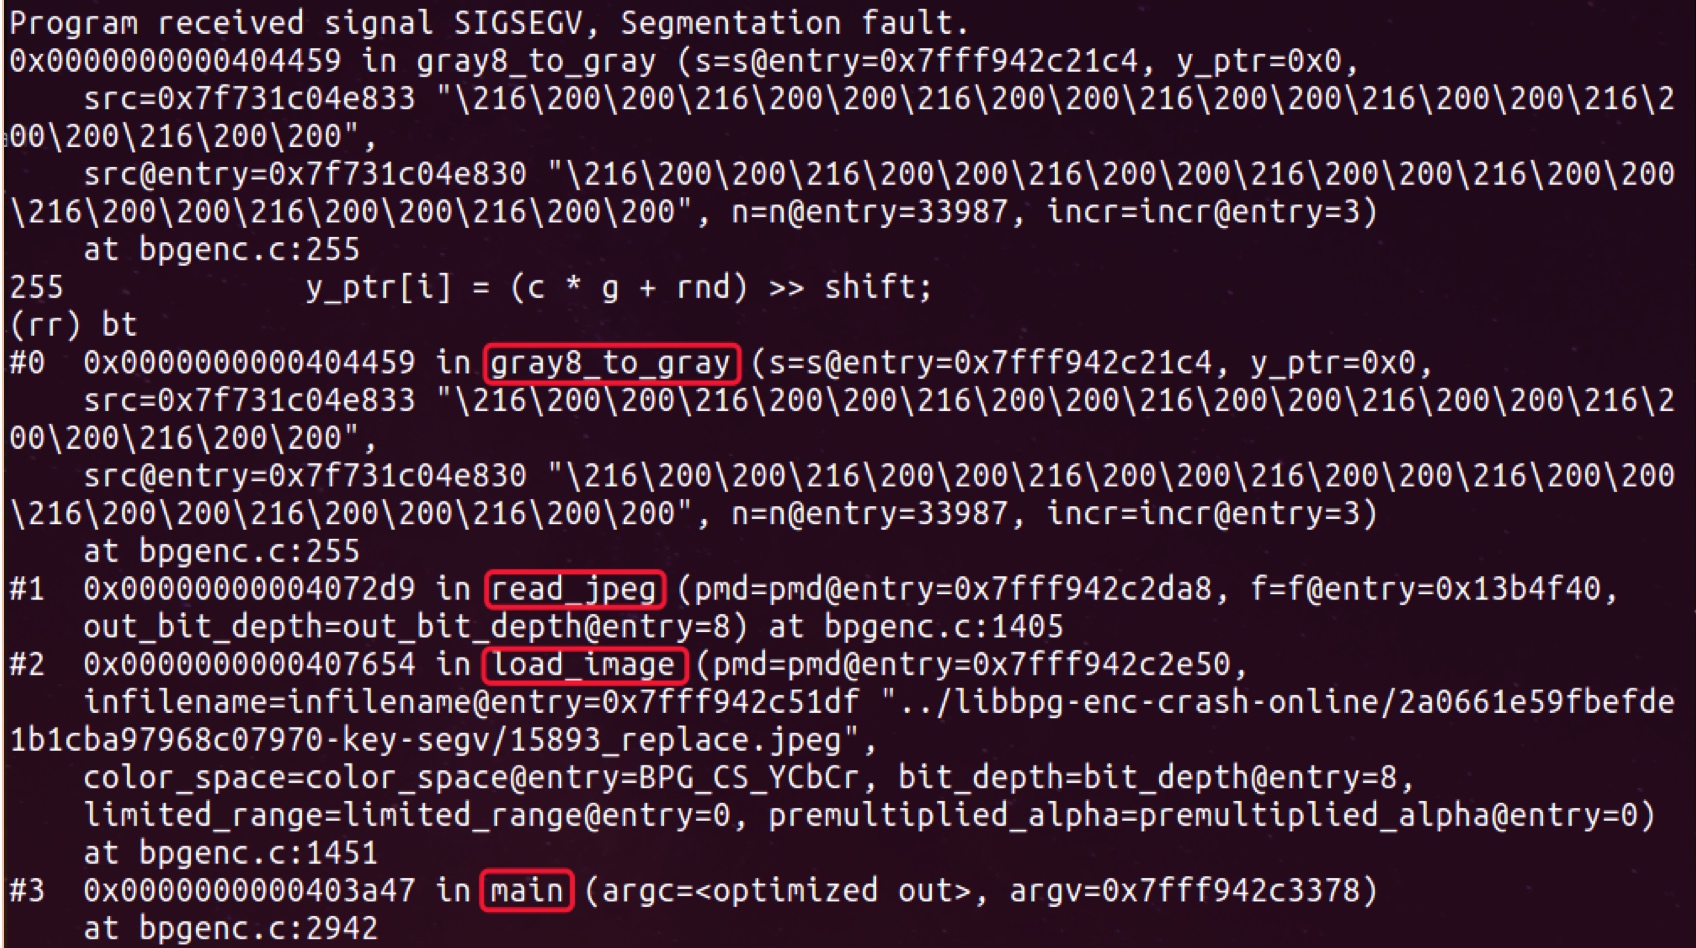 Program received signal SIGSEGV, Segmentation fault.
0x0000000000404459 in gray8_to_gray (s=s@entry=0x7fff942c21c4, y_ptr=0x0,
    src=0x7f731c04e833 "\216\200\200\216\200\200\216\200\200\216\200\200\216\200\200\216\2
00\200\216\200\200",
    src@entry=0x7f731c04e830 "\216\200\200\216\200\200\216\200\200\216\200\200\216\200\200
\216\200\200\216\200\200\216\200\200", n=n@entry=33987, incr=incr@entry=3)
    at bpgenc.c:255
255             y_ptr[i] = (c * g + rnd) >> shift;
(rr) bt
#0  0x0000000000404459 in gray8_to_gray (s=s@entry=0x7fff942c21c4, y_ptr=0x0,
    src=0x7f731c04e833 "\216\200\200\216\200\200\216\200\200\216\200\200\216\200\200\216\2
00\200\216\200\200",
    src@entry=0x7f731c04e830 "\216\200\200\216\200\200\216\200\200\216\200\200\216\200\200
\216\200\200\216\200\200\216\200\200", n=n@entry=33987, incr=incr@entry=3)
    at bpgenc.c:255
#1  0x00000000004072d9 in read_jpeg (pmd=pmd@entry=0x7fff942c2da8, f=f@entry=0x13b4f40,
    out_bit_depth=out_bit_depth@entry=8) at bpgenc.c:1405
#2  0x0000000000407654 in load_image (pmd=pmd@entry=0x7fff942c2e50,
    infilename=infilename@entry=0x7fff942c51df "../libbpg-enc-crash-online/2a0661e59fbefde
1b1cba97968c07970-key-segv/15893_replace.jpeg",
    color_space=color_space@entry=BPG_CS_YCbCr, bit_depth=bit_depth@entry=8,
    limited_range=limited_range@entry=0, premultiplied_alpha=premultiplied_alpha@entry=0)
    at bpgenc.c:1451
#3  0x0000000000403a47 in main (argc=<optimized out>, argv=0x7fff942c3378)
    at bpgenc.c:2942